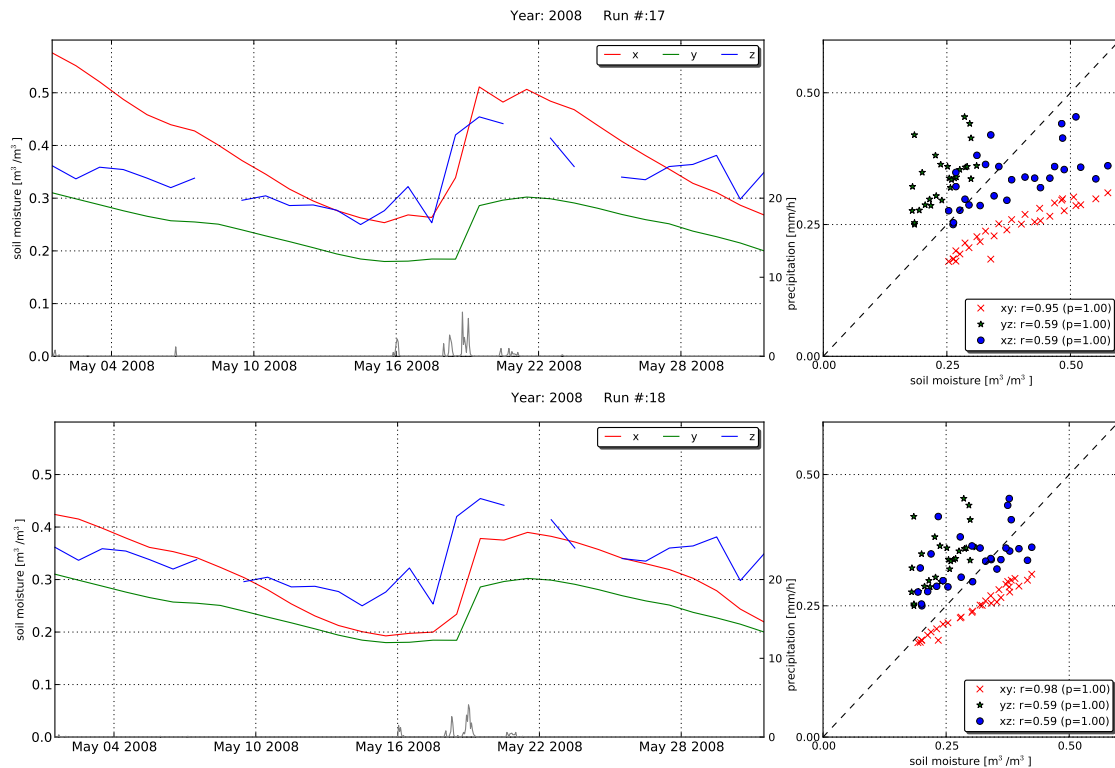 Year: 2008 Run #:17
x y z
0.5
0.4
0.3
0.2
0.1
0.0
soil moisture [m³/m³]
20
10
0
precipitation [mm/h]
May 04 2008 May 10 2008 May 16 2008 May 22 2008 May 28 2008
0.50
0.25
0.00
xy: r=0.95 (p=1.00)
yz: r=0.59 (p=1.00)
xz: r=0.59 (p=1.00)
0.00 0.25 0.50
soil moisture [m³/m³]
Year: 2008 Run #:18
x y z
0.5
0.4
0.3
0.2
0.1
0.0
soil moisture [m³/m³]
20
10
0
precipitation [mm/h]
May 04 2008 May 10 2008 May 16 2008 May 22 2008 May 28 2008
0.50
0.25
0.00
xy: r=0.98 (p=1.00)
yz: r=0.59 (p=1.00)
xz: r=0.59 (p=1.00)
0.00 0.25 0.50
soil moisture [m³/m³]